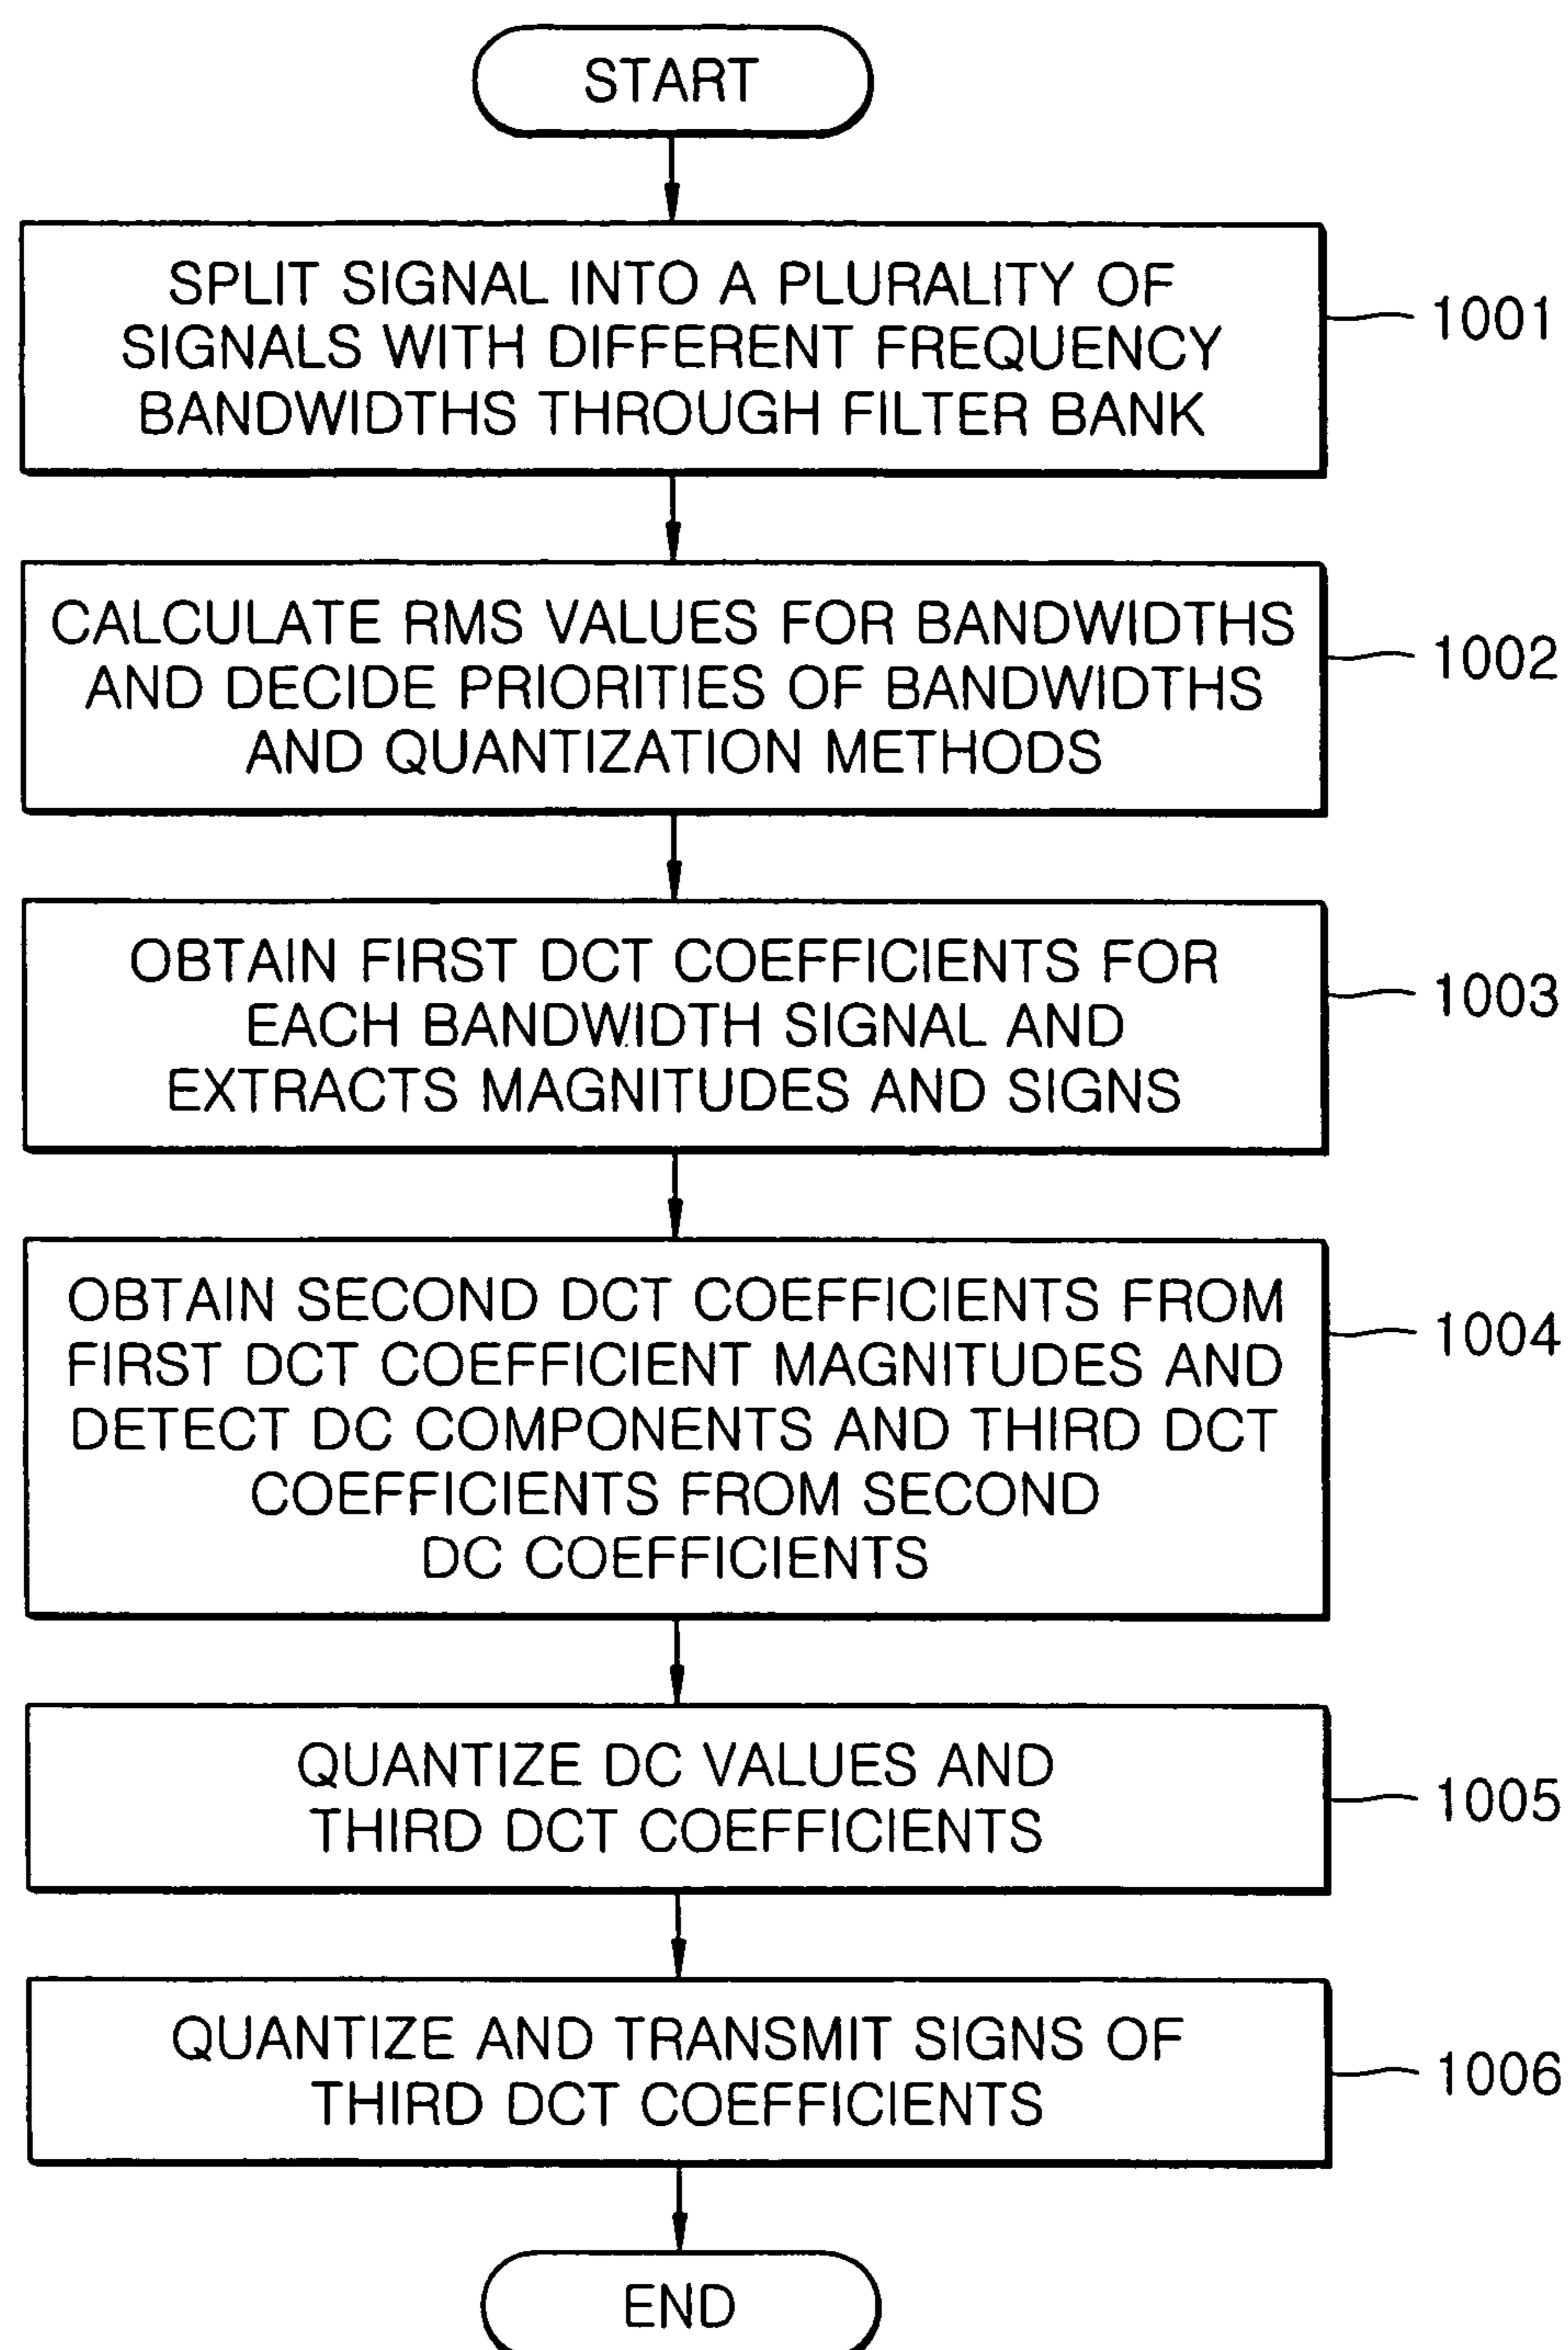 START
SPLIT SIGNAL INTO A PLURALITY OF
SIGNALS WITH DIFFERENT FREQUENCY
BANDWIDTHS THROUGH FILTER BANK
1001
CALCULATE RMS VALUES FOR BANDWIDTHS
AND DECIDE PRIORITIES OF BANDWIDTHS
AND QUANTIZATION METHODS
1002
OBTAIN FIRST DCT COEFFICIENTS FOR
EACH BANDWIDTH SIGNAL AND
EXTRACTS MAGNITUDES AND SIGNS
1003
OBTAIN SECOND DCT COEFFICIENTS FROM
FIRST DCT COEFFICIENT MAGNITUDES AND
DETECT DC COMPONENTS AND THIRD DCT
COEFFICIENTS FROM SECOND
DC COEFFICIENTS
1004
QUANTIZE DC VALUES AND
THIRD DCT COEFFICIENTS
1005
QUANTIZE AND TRANSMIT SIGNS OF
THIRD DCT COEFFICIENTS
1006
END